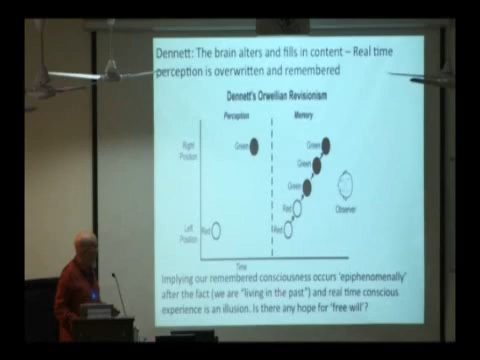 Dennett: The brain alters and fills in content – Real time
perception is overwritten and remembered
Dennett's Orwellian Revisionism
Perception
Memory
Right
Position
Green
Green
Green
Green
Red
Red
Red
Left
Position
Observer
Time
Implying our remembered consciousness occurs 'epiphenomenally'
after the fact (we are "living in the past") and real time conscious
experience is an illusion. Is there any hope for 'free will'?